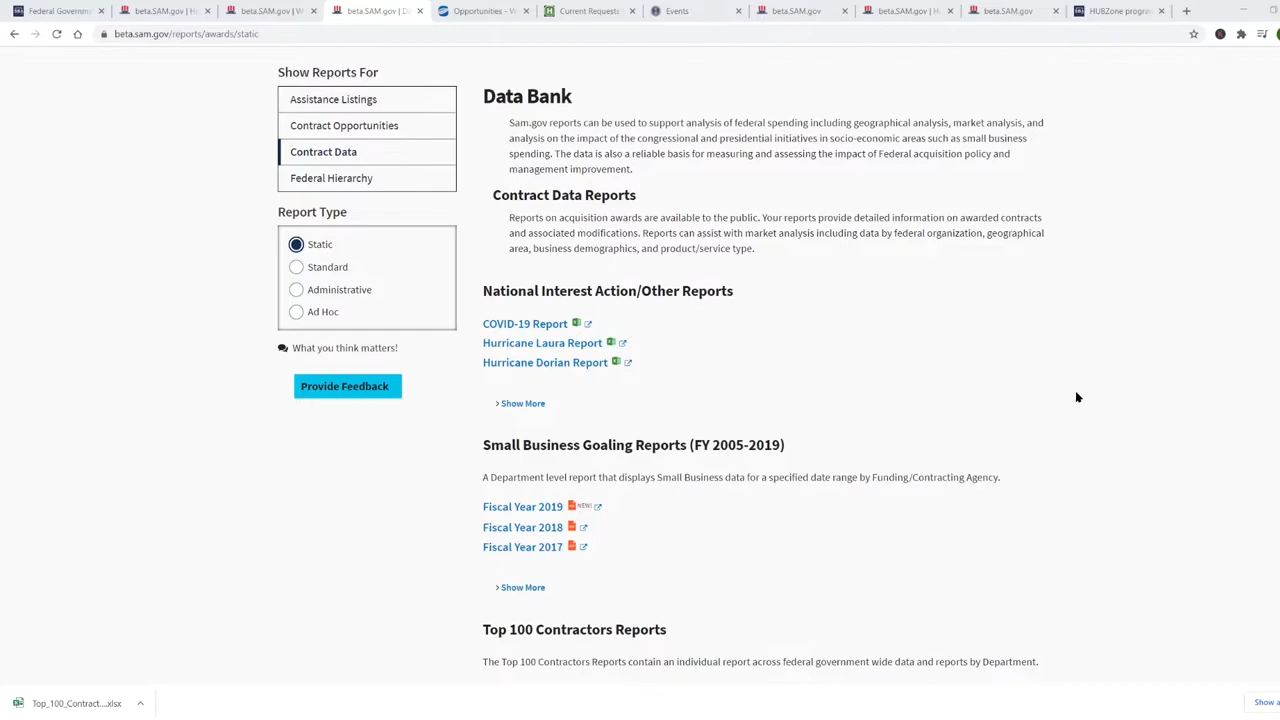 Federal Governm
beta.SAM.gov | H
beta.SAM.gov | W
beta.SAM.gov | D
Opportunities - W
Current Requests
Events
beta.SAM.gov
beta.SAM.gov | H
beta.SAM.gov
HUBZone progra
beta.sam.gov/reports/awards/static
Show Reports For
Assistance Listings
Contract Opportunities
Contract Data
Federal Hierarchy
Report Type
Static
Standard
Administrative
Ad Hoc
What you think matters!
Provide Feedback
Data Bank
Sam.gov reports can be used to support analysis of federal spending including geographical analysis, market analysis, and
analysis on the impact of the congressional and presidential initiatives in socio-economic areas such as small business
spending. The data is also a reliable basis for measuring and assessing the impact of Federal acquisition policy and
management improvement.
Contract Data Reports
Reports on acquisition awards are available to the public. Your reports provide detailed information on awarded contracts
and associated modifications. Reports can assist with market analysis including data by federal organization, geographical
area, business demographics, and product/service type.
National Interest Action/Other Reports
COVID-19 Report
Hurricane Laura Report
Hurricane Dorian Report
Show More
Small Business Goaling Reports (FY 2005-2019)
A Department level report that displays Small Business data for a specified date range by Funding/Contracting Agency.
Fiscal Year 2019 NEW!
Fiscal Year 2018
Fiscal Year 2017
Show More
Top 100 Contractors Reports
The Top 100 Contractors Reports contain an individual report across federal government wide data and reports by Department.
Top_100_Contract....xlsx
Show a